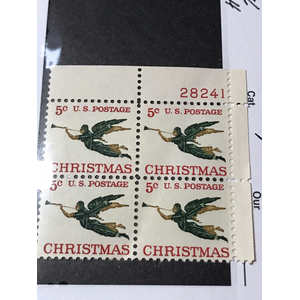 28241
5c U.S. POSTAGE
CHRISTMAS
5c U.S. POSTAGE
CHRISTMAS
5c U.S. POSTAGE
CHRISTMAS
5c U.S. POSTAGE
CHRISTMAS
Cat.
Our